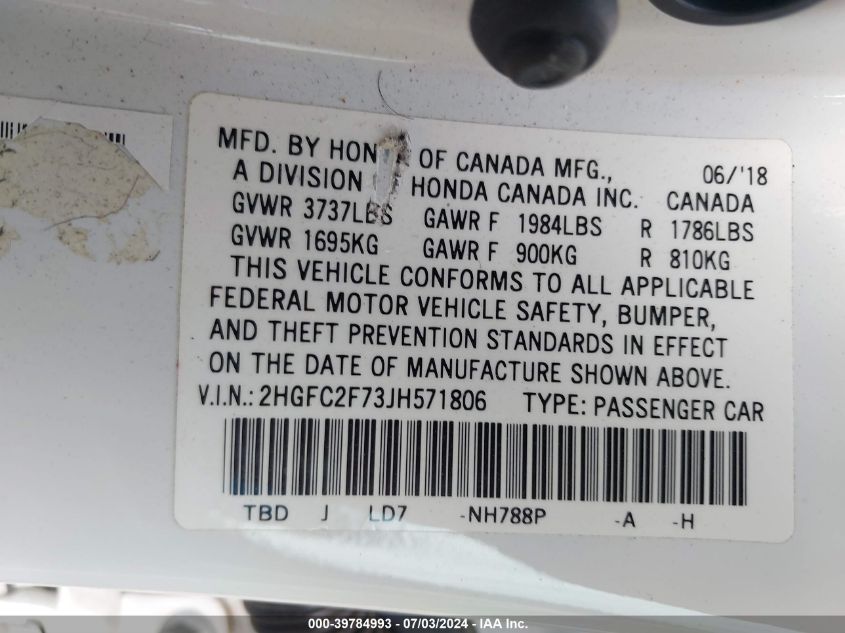 MFD. BY HON OF CANADA MFG., 06/'18
A DIVISION HONDA CANADA INC. CANADA
GVWR 3737LBS GAWR F 1984LBS R 1786LBS
GVWR 1695KG GAWR F 900KG R 810KG
THIS VEHICLE CONFORMS TO ALL APPLICABLE
FEDERAL MOTOR VEHICLE SAFETY, BUMPER,
AND THEFT PREVENTION STANDARDS IN EFFECT
ON THE DATE OF MANUFACTURE SHOWN ABOVE.
V.I.N.: 2HGFC2F73JH571806 TYPE: PASSENGER CAR
TBD J LD7 -NH788P -A -H
000-39784993 - 07/03/2024 - IAA Inc.